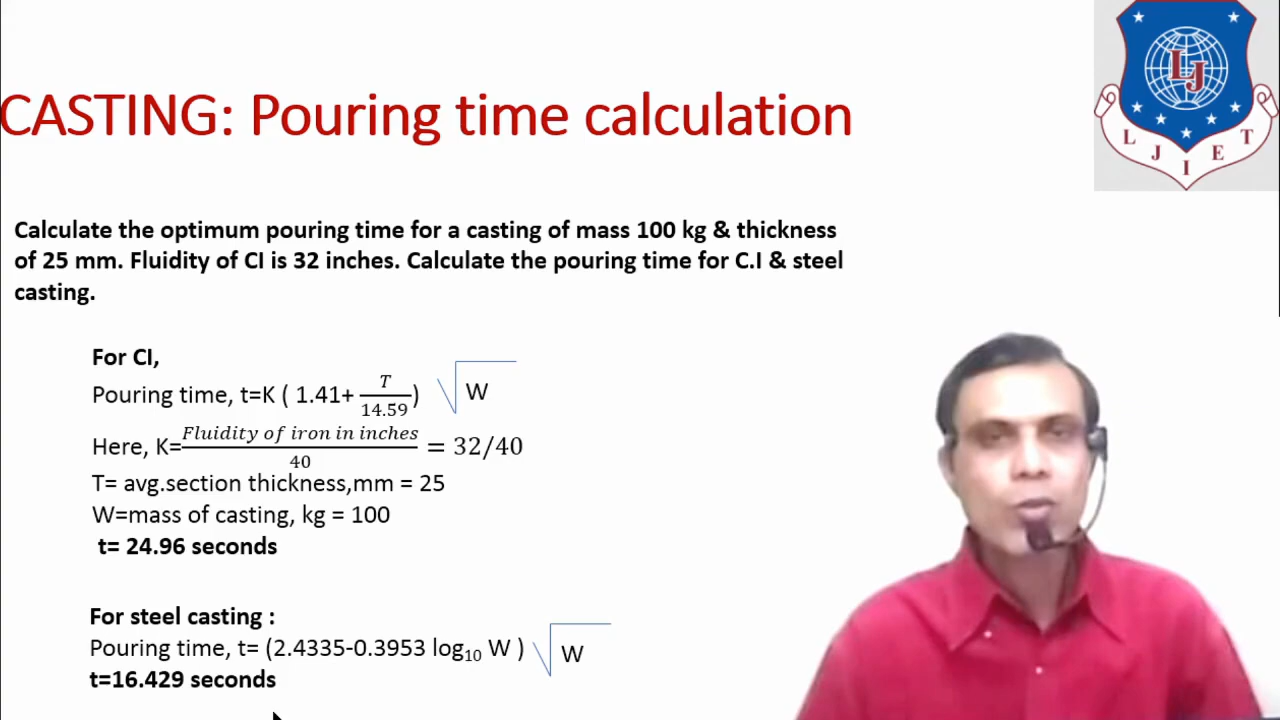 CASTING: Pouring time calculation
LJ
L J I E T
Calculate the optimum pouring time for a casting of mass 100 kg & thickness
of 25 mm. Fluidity of CI is 32 inches. Calculate the pouring time for C.I & steel
casting.
For CI,
Pouring time, t=K ( 1.41+ T/14.59) √W
Here, K= Fluidity of iron in inches/40 = 32/40
T= avg.section thickness,mm = 25
W=mass of casting, kg = 100
t= 24.96 seconds
For steel casting :
Pouring time, t= (2.4335-0.3953 log₁₀ W ) √W
t=16.429 seconds